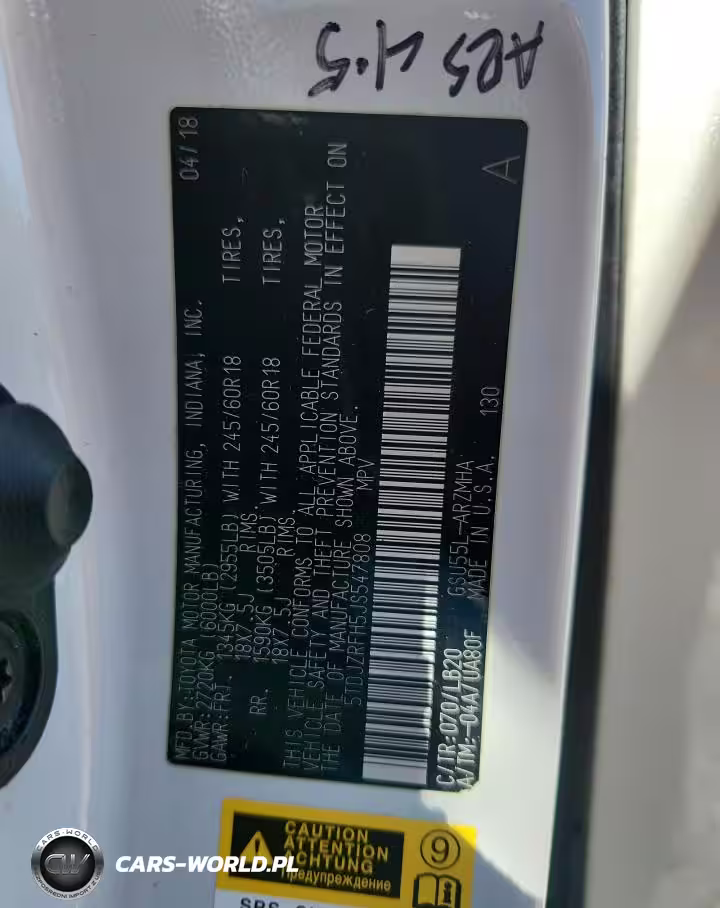 MFD.BY:TOYOTA MOTOR MANUFACTURING, INDIANA, INC. 04/18
GVWR:2720KG (6000LB)
GAWR:FRT. 1345KG (2955LB) WITH 245/60R18 TIRES,
18X7.5J RIMS.
RR. 1590KG (3505LB) WITH 245/60R18 TIRES,
18X7.5J RIMS.
THIS VEHICLE CONFORMS TO ALL APPLICABLE FEDERAL MOTOR
VEHICLE SAFETY AND THEFT PREVENTION STANDARDS IN EFFECT ON
THE DATE OF MANUFACTURE SHOWN ABOVE.
5TDJZRFH5JS547808 MPV
C/TR:070/LB20 GSU55L-ARZMHA 130
A/TM:-04A/UA80F MADE IN U.S.A.
A
CAUTION
ATTENTION
ACHTUNG
Предупреждение
9
CARS-WORLD
CW
CARS-WORLD.PL